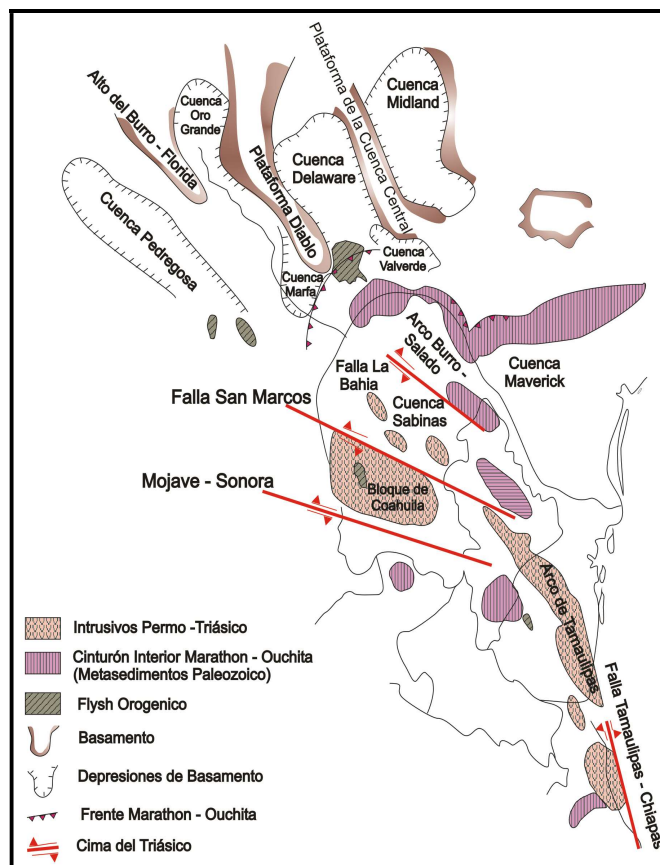 Plataforma de la Cuenca Central
Cuenca
Midland
Alto del Burro - Florida
Cuenca
Oro
Grande
Plataforma Diablo
Cuenca
Delaware
Cuenca Pedregosa
Cuenca
Valverde
Cuenca
Marfa
Arco Burro -
Salado
Cuenca
Maverick
Falla La
Bahia
Cuenca
Sabinas
Falla San Marcos
Mojave - Sonora
Bloque de
Coahuila
Arco de Tamaulipas
Falla Tamaulipas - Chiapas
Intrusivos Permo -Triásico
Cinturón Interior Marathon - Ouchita
(Metasedimentos Paleozoico)
Flysh Orogenico
Basamento
Depresiones de Basamento
Frente Marathon - Ouchita
Cima del Triásico